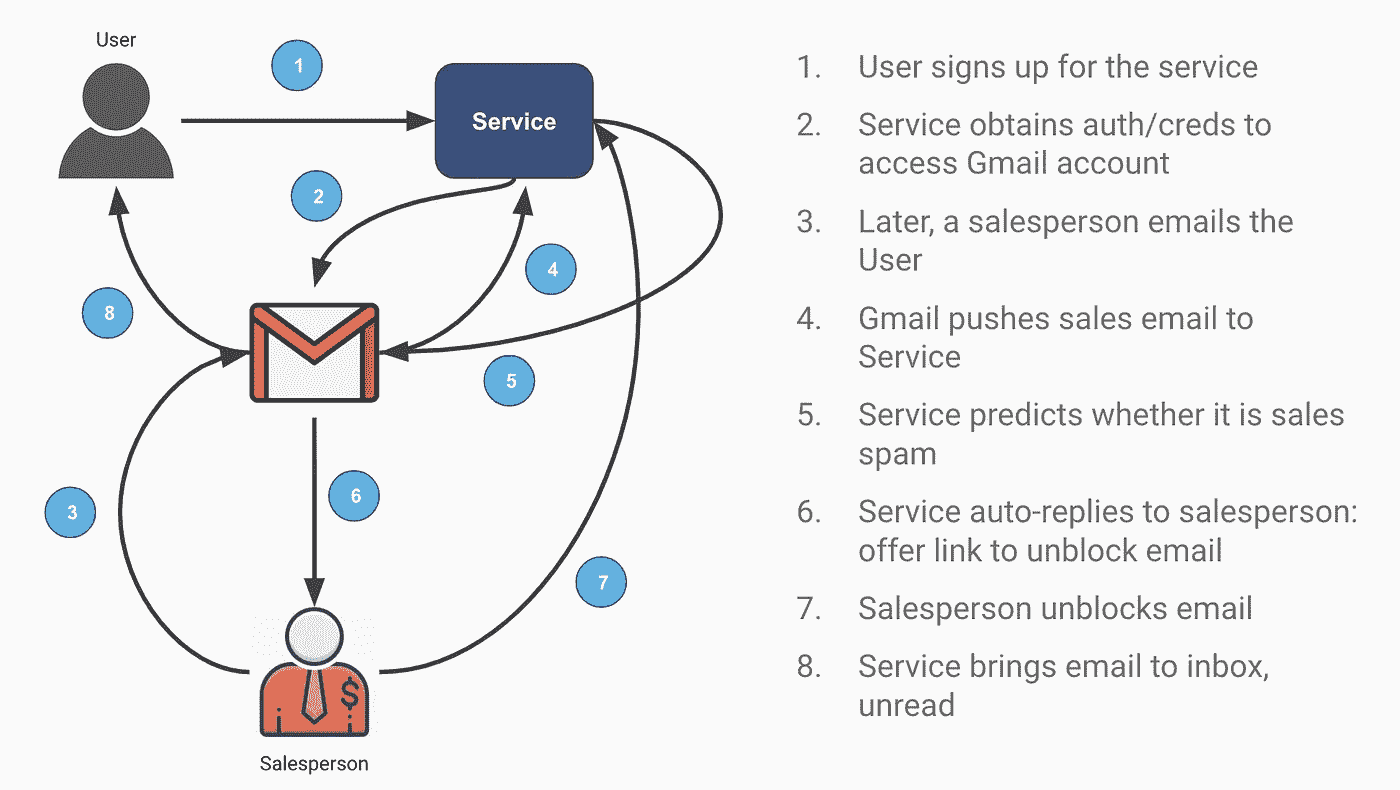 User
1
Service
2
4
8
5
3
6
7
$
Salesperson
1. User signs up for the service
2. Service obtains auth/creds to
access Gmail account
3. Later, a salesperson emails the
User
4. Gmail pushes sales email to
Service
5. Service predicts whether it is sales
spam
6. Service auto-replies to salesperson:
offer link to unblock email
7. Salesperson unblocks email
8. Service brings email to inbox,
unread